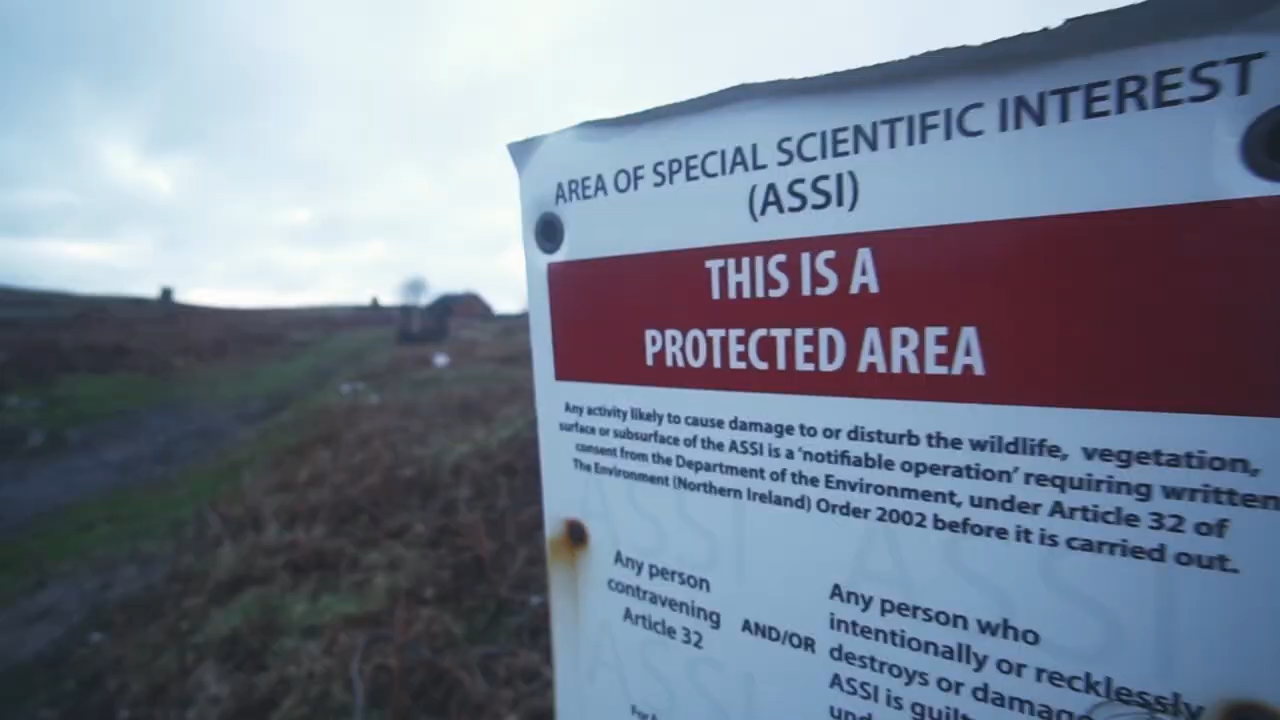 AREA OF SPECIAL SCIENTIFIC INTEREST
(ASSI)
THIS IS A
PROTECTED AREA
Any activity likely to cause damage to or disturb the wildlife, vegetation,
surface or subsurface of the ASSI is a 'notifiable operation' requiring written
consent from the Department of the Environment, under Article 32 of
The Environment (Northern Ireland) Order 2002 before it is carried out.
Any person
contravening
Article 32
AND/OR
Any person who
intentionally or recklessly
destroys or damages
ASSI is guilt